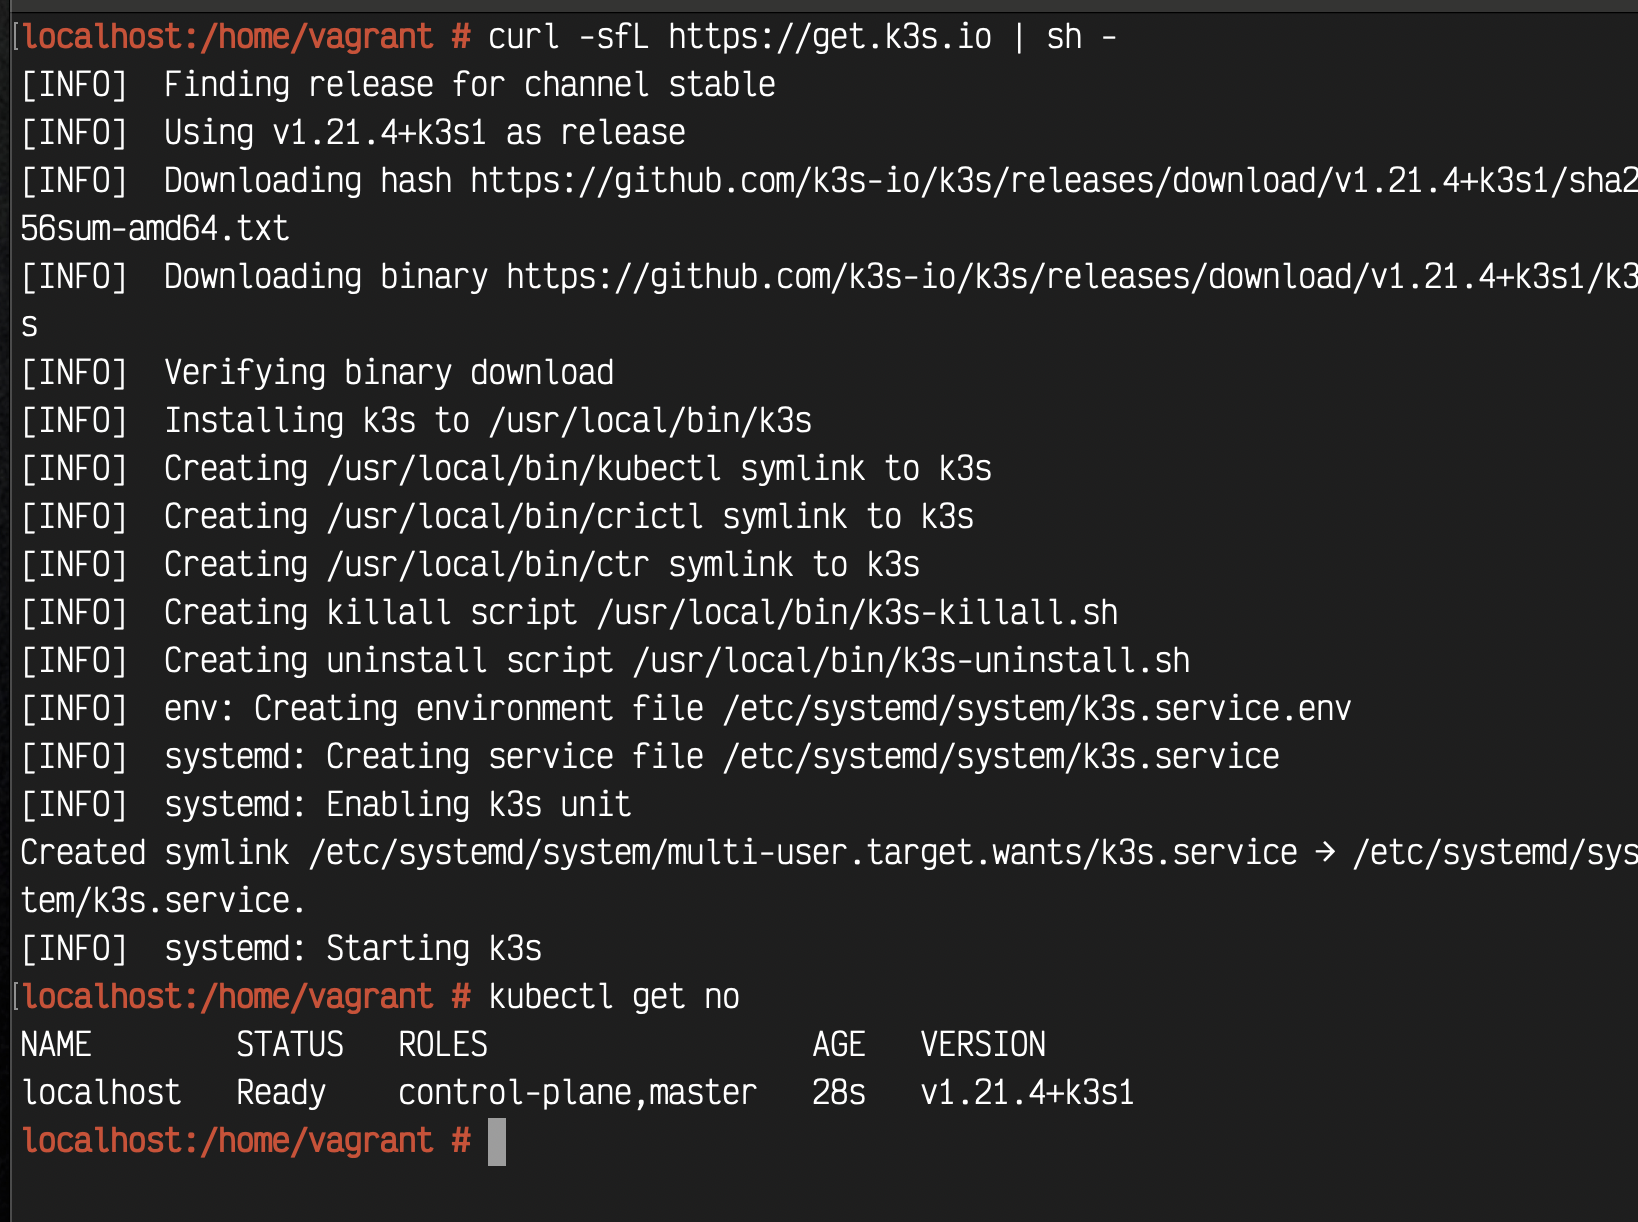 [localhost:/home/vagrant # curl -sfL https://get.k3s.io | sh -
[INFO]  Finding release for channel stable
[INFO]  Using v1.21.4+k3s1 as release
[INFO]  Downloading hash https://github.com/k3s-io/k3s/releases/download/v1.21.4+k3s1/sha2
56sum-amd64.txt
[INFO]  Downloading binary https://github.com/k3s-io/k3s/releases/download/v1.21.4+k3s1/k3
s
[INFO]  Verifying binary download
[INFO]  Installing k3s to /usr/local/bin/k3s
[INFO]  Creating /usr/local/bin/kubectl symlink to k3s
[INFO]  Creating /usr/local/bin/crictl symlink to k3s
[INFO]  Creating /usr/local/bin/ctr symlink to k3s
[INFO]  Creating killall script /usr/local/bin/k3s-killall.sh
[INFO]  Creating uninstall script /usr/local/bin/k3s-uninstall.sh
[INFO]  env: Creating environment file /etc/systemd/system/k3s.service.env
[INFO]  systemd: Creating service file /etc/systemd/system/k3s.service
[INFO]  systemd: Enabling k3s unit
Created symlink /etc/systemd/system/multi-user.target.wants/k3s.service → /etc/systemd/sys
tem/k3s.service.
[INFO]  systemd: Starting k3s
[localhost:/home/vagrant # kubectl get no
NAME        STATUS   ROLES                  AGE   VERSION
localhost   Ready    control-plane,master   28s   v1.21.4+k3s1
localhost:/home/vagrant #